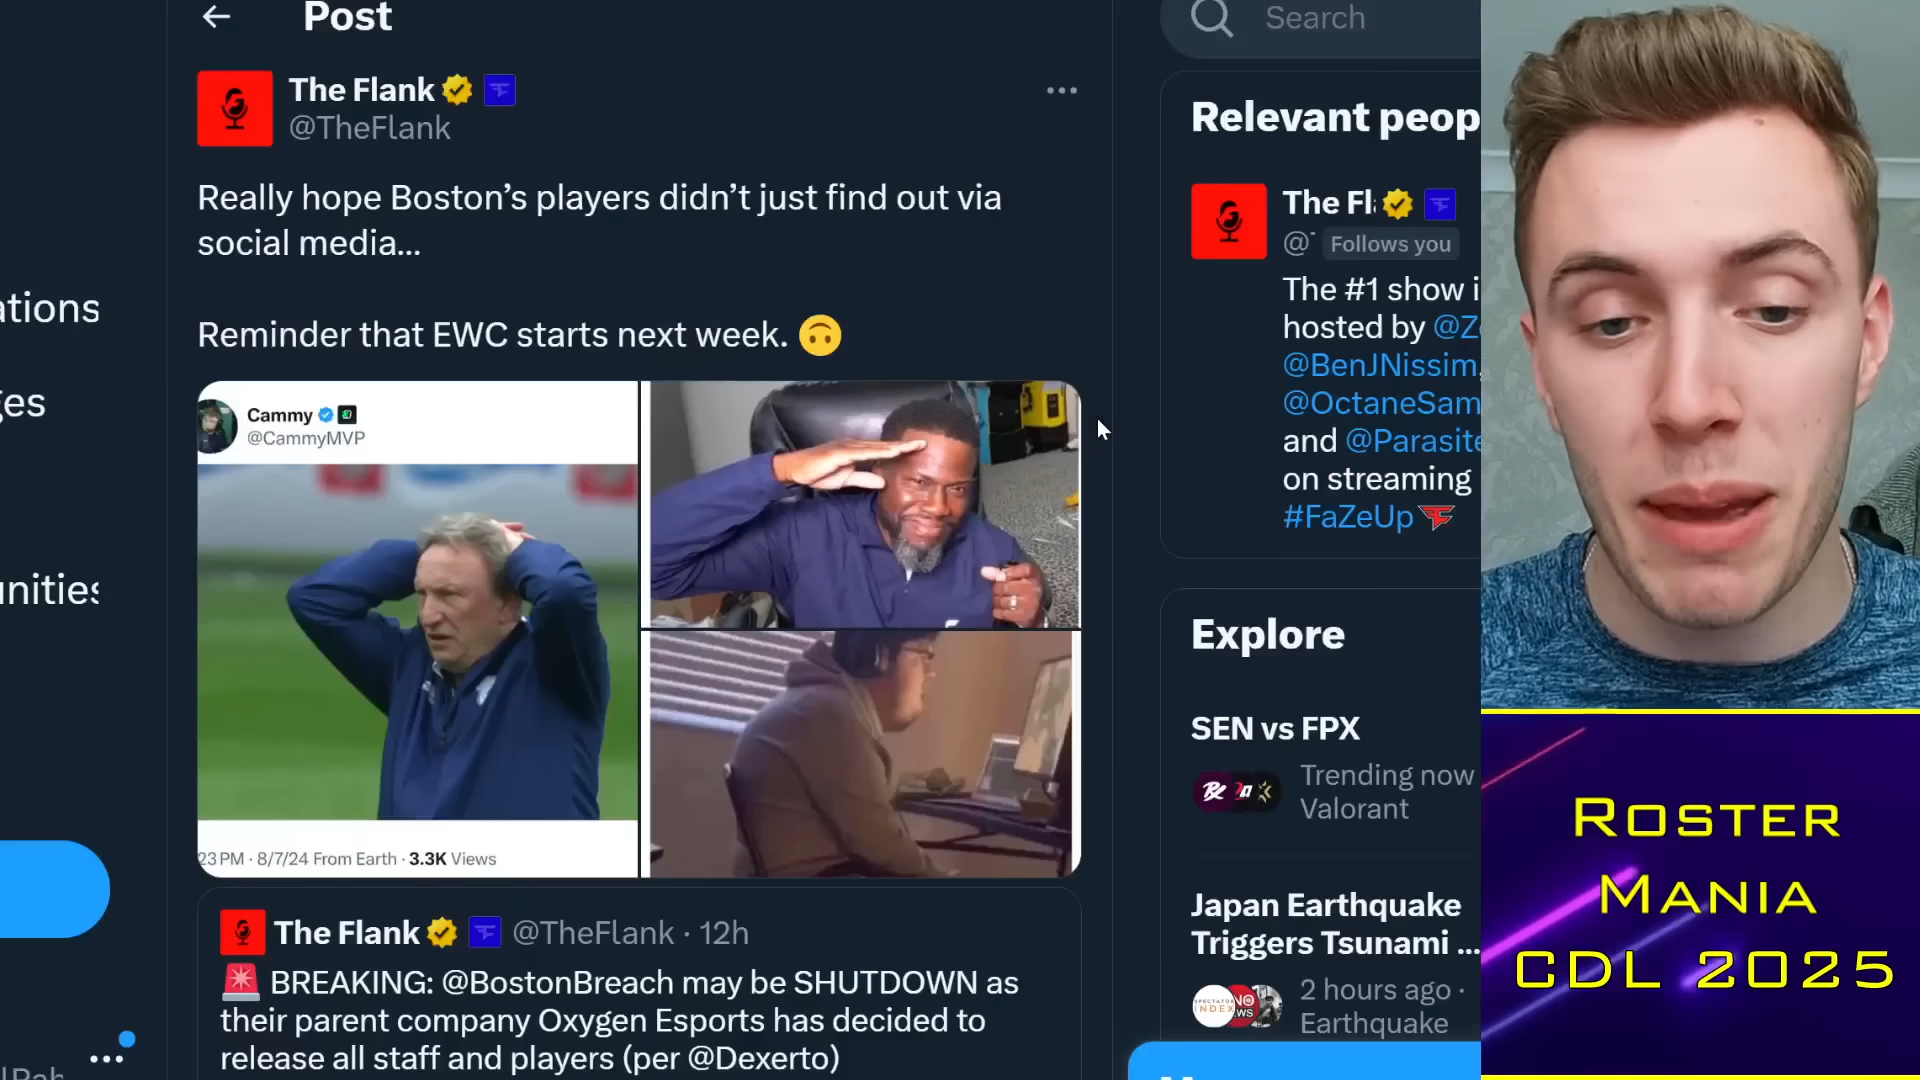 Post
The Flank
@TheFlank
Really hope Boston's players didn't just find out via
social media...
Reminder that EWC starts next week. 🙃
Cammy
@CammyMVP
23 PM · 8/7/24 From Earth · 3.3K Views
The Flank @TheFlank · 12h
🚨 BREAKING: @BostonBreach may be SHUTDOWN as
their parent company Oxygen Esports has decided to
release all staff and players (per @Dexerto)
Search
Relevant peop
The Fl
@ Follows you
The #1 show i
hosted by @Z
@BenJNissim,
@OctaneSam
and @Parasite
on streaming
#FaZeUp
Explore
SEN vs FPX
Trending now
Valorant
Japan Earthquake
Triggers Tsunami ...
2 hours ago ·
Earthquake
Roster
Mania
CDL 2025